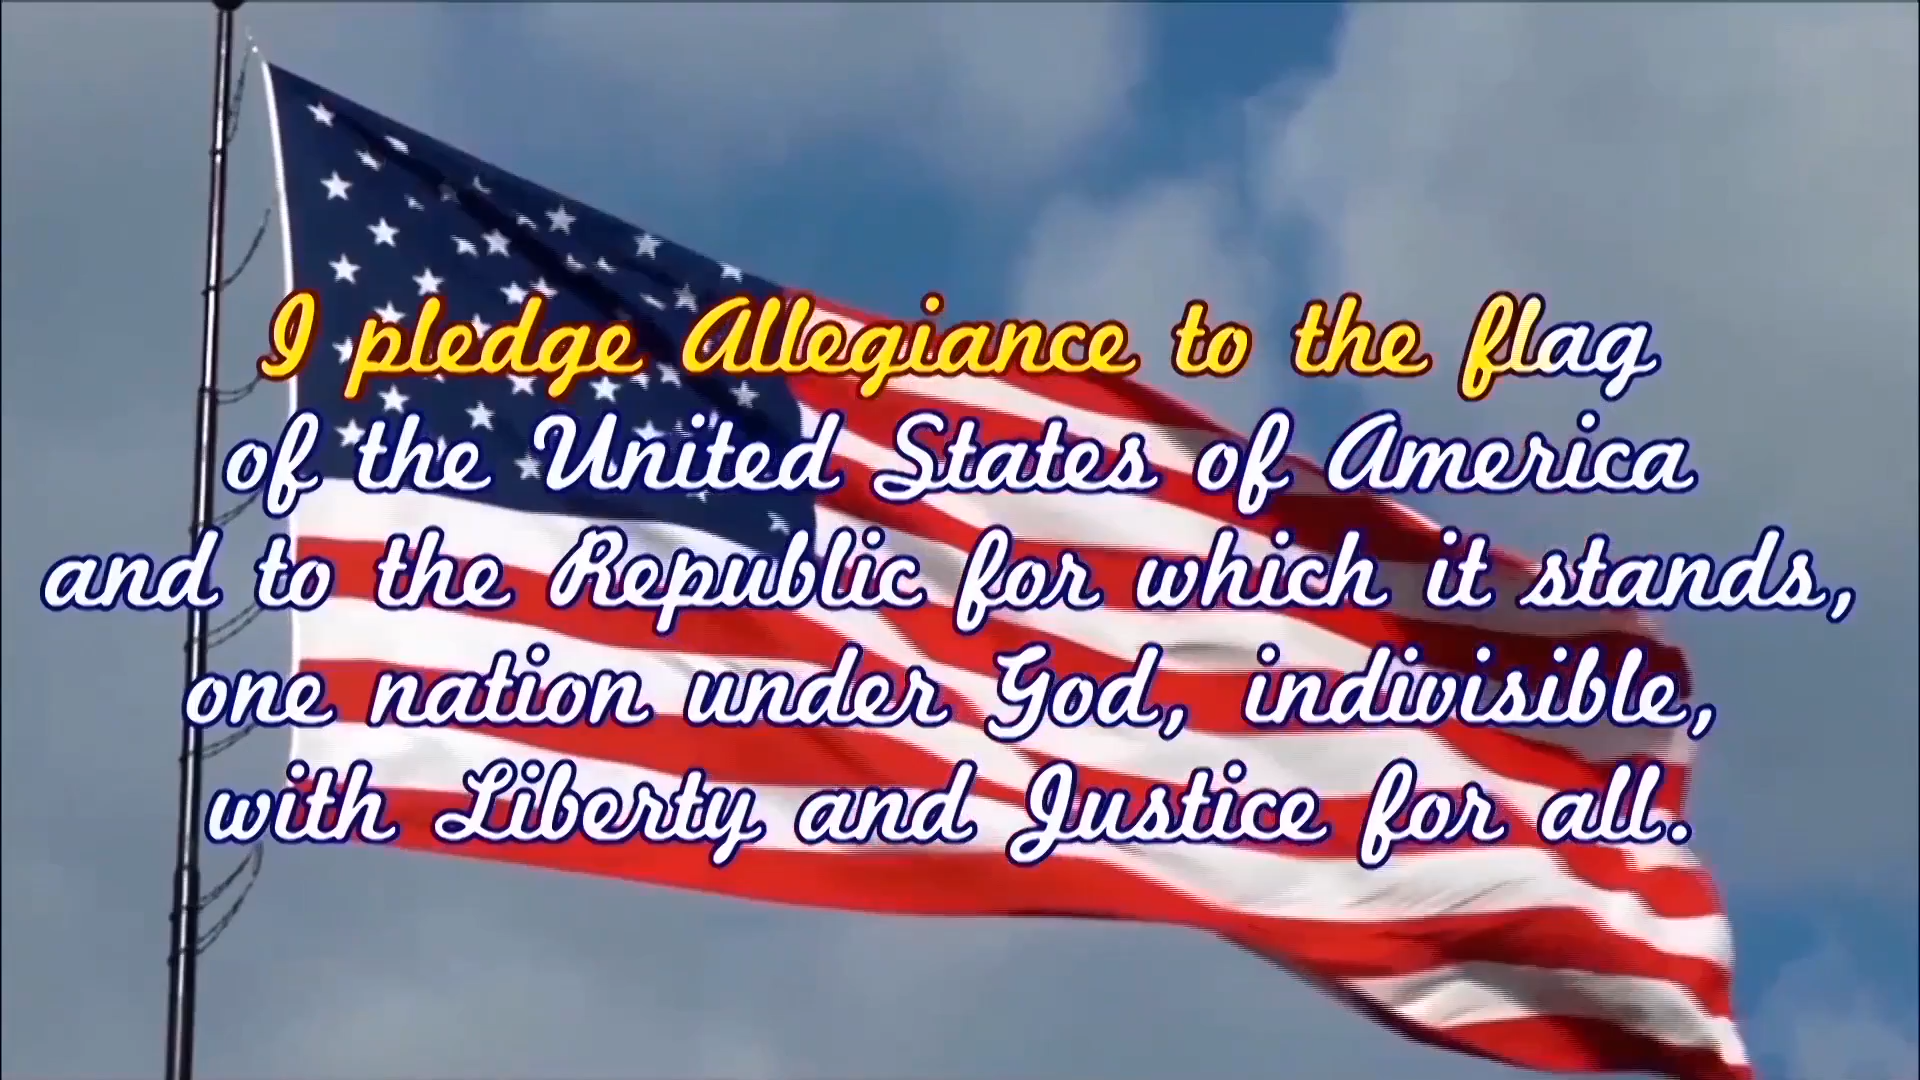 I pledge Allegiance to the flag
of the United States of America
and to the Republic for which it stands,
one nation under God, indivisible,
with Liberty and Justice for all.